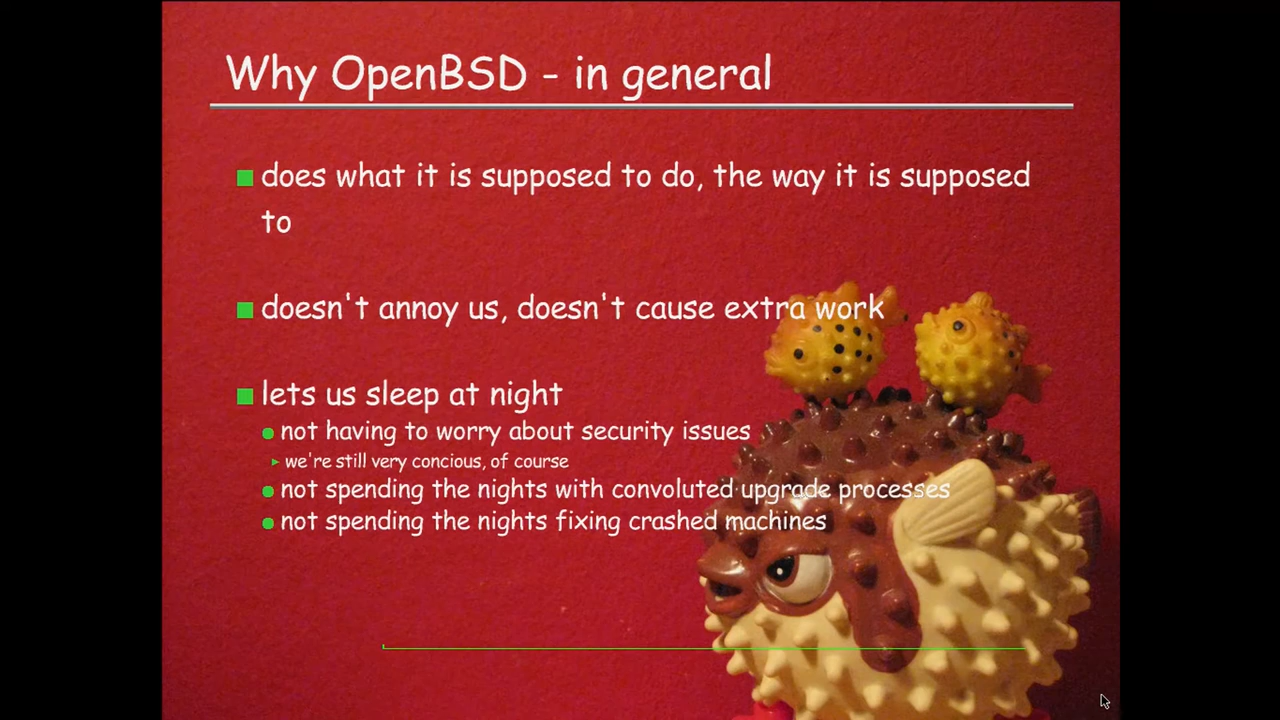 Why OpenBSD - in general
does what it is supposed to do, the way it is supposed
to
doesn't annoy us, doesn't cause extra work
lets us sleep at night
not having to worry about security issues
we're still very concious, of course
not spending the nights with convoluted upgrade processes
not spending the nights fixing crashed machines